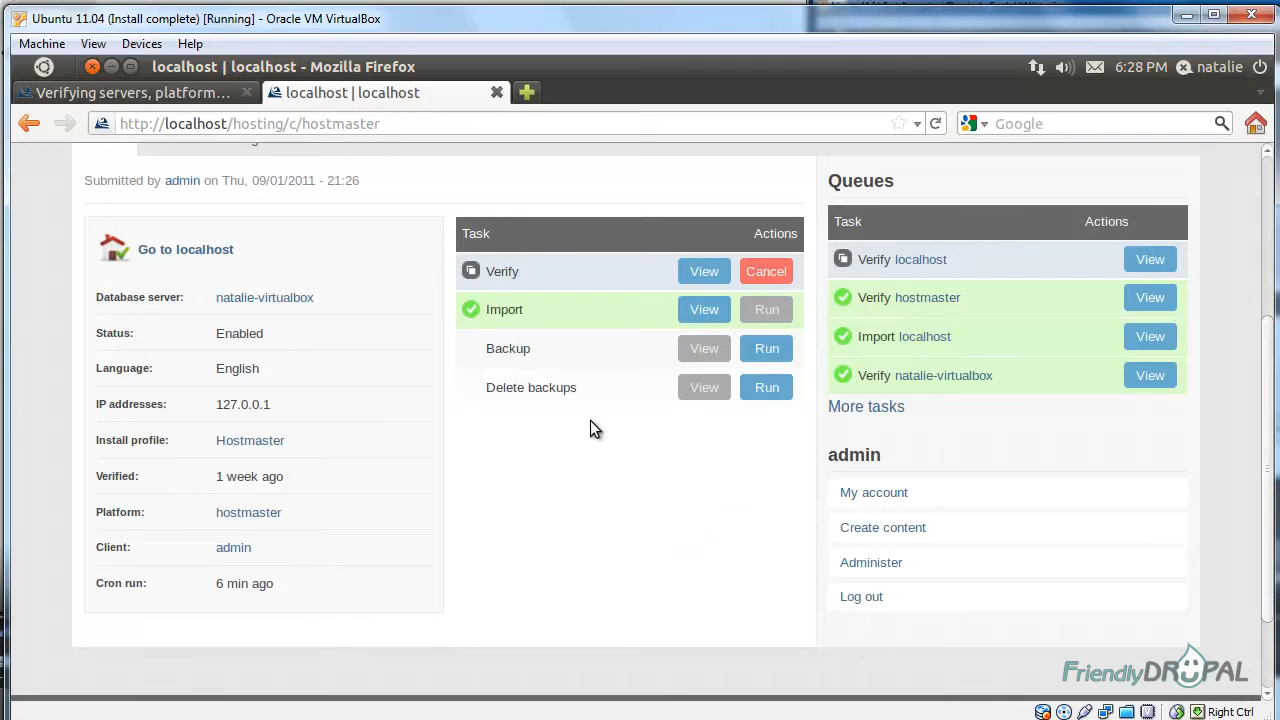 Ubuntu 11.04 (Install complete) [Running] - Oracle VM VirtualBox
Machine View Devices Help
localhost | localhost - Mozilla Firefox
6:28 PM natalie
Verifying servers, platform...
localhost | localhost
http://localhost/hosting/c/hostmaster
Google
Submitted by admin on Thu, 09/01/2011 - 21:26
Go to localhost
Database server: natalie-virtualbox
Status: Enabled
Language: English
IP addresses: 127.0.0.1
Install profile: Hostmaster
Verified: 1 week ago
Platform: hostmaster
Client: admin
Cron run: 6 min ago
Task Actions
Verify View Cancel
Import View Run
Backup View Run
Delete backups View Run
Queues
Task Actions
Verify localhost View
Verify hostmaster View
Import localhost View
Verify natalie-virtualbox View
More tasks
admin
My account
Create content
Administer
Log out
FriendlyDRUPAL
Right Ctrl